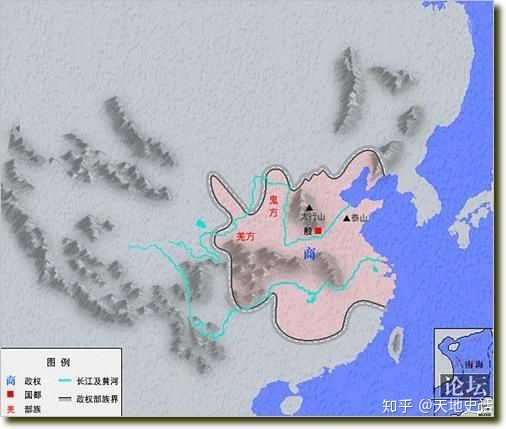 鬼方
太行山
泰山
殷
羌方
商
图例
商 政权
长江及黄河
国都
政权部族界
羌 部族
南海
论坛
知乎 @天地史话